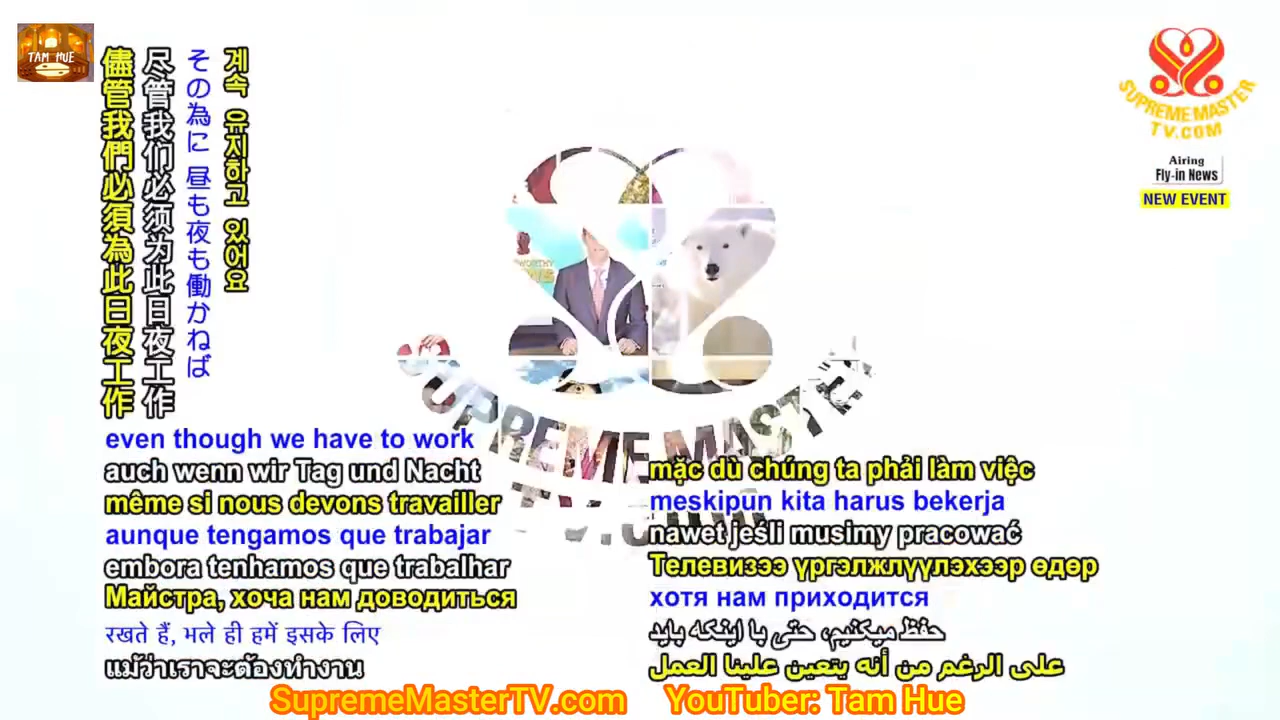 TAM HUE
儘管我們必須為此日夜工作
尽管我们必须为此日夜工作
その為に 昼も夜も働かねば
계속 유지하고 있어요
SUPREME MASTER
TV.COM
Airing
Fly-in News
NEW EVENT
SUPREME MASTER
TV.com
even though we have to work
auch wenn wir Tag und Nacht
même si nous devons travailler
aunque tengamos que trabajar
embora tenhamos que trabalhar
Майстра, хоча нам доводиться
रखते हैं, भले ही हमें इसके लिए
แม้ว่าเราจะต้องทำงาน
mặc dù chúng ta phải làm việc
meskipun kita harus bekerja
nawet jeśli musimy pracować
Телевизээ үргэлжлүүлэхээр өдөр
хотя нам приходится
حفظ میکنیم، حتی با اینکه باید
على الرغم من أنه يتعين علينا العمل
SupremeMasterTV.com YouTuber: Tam Hue